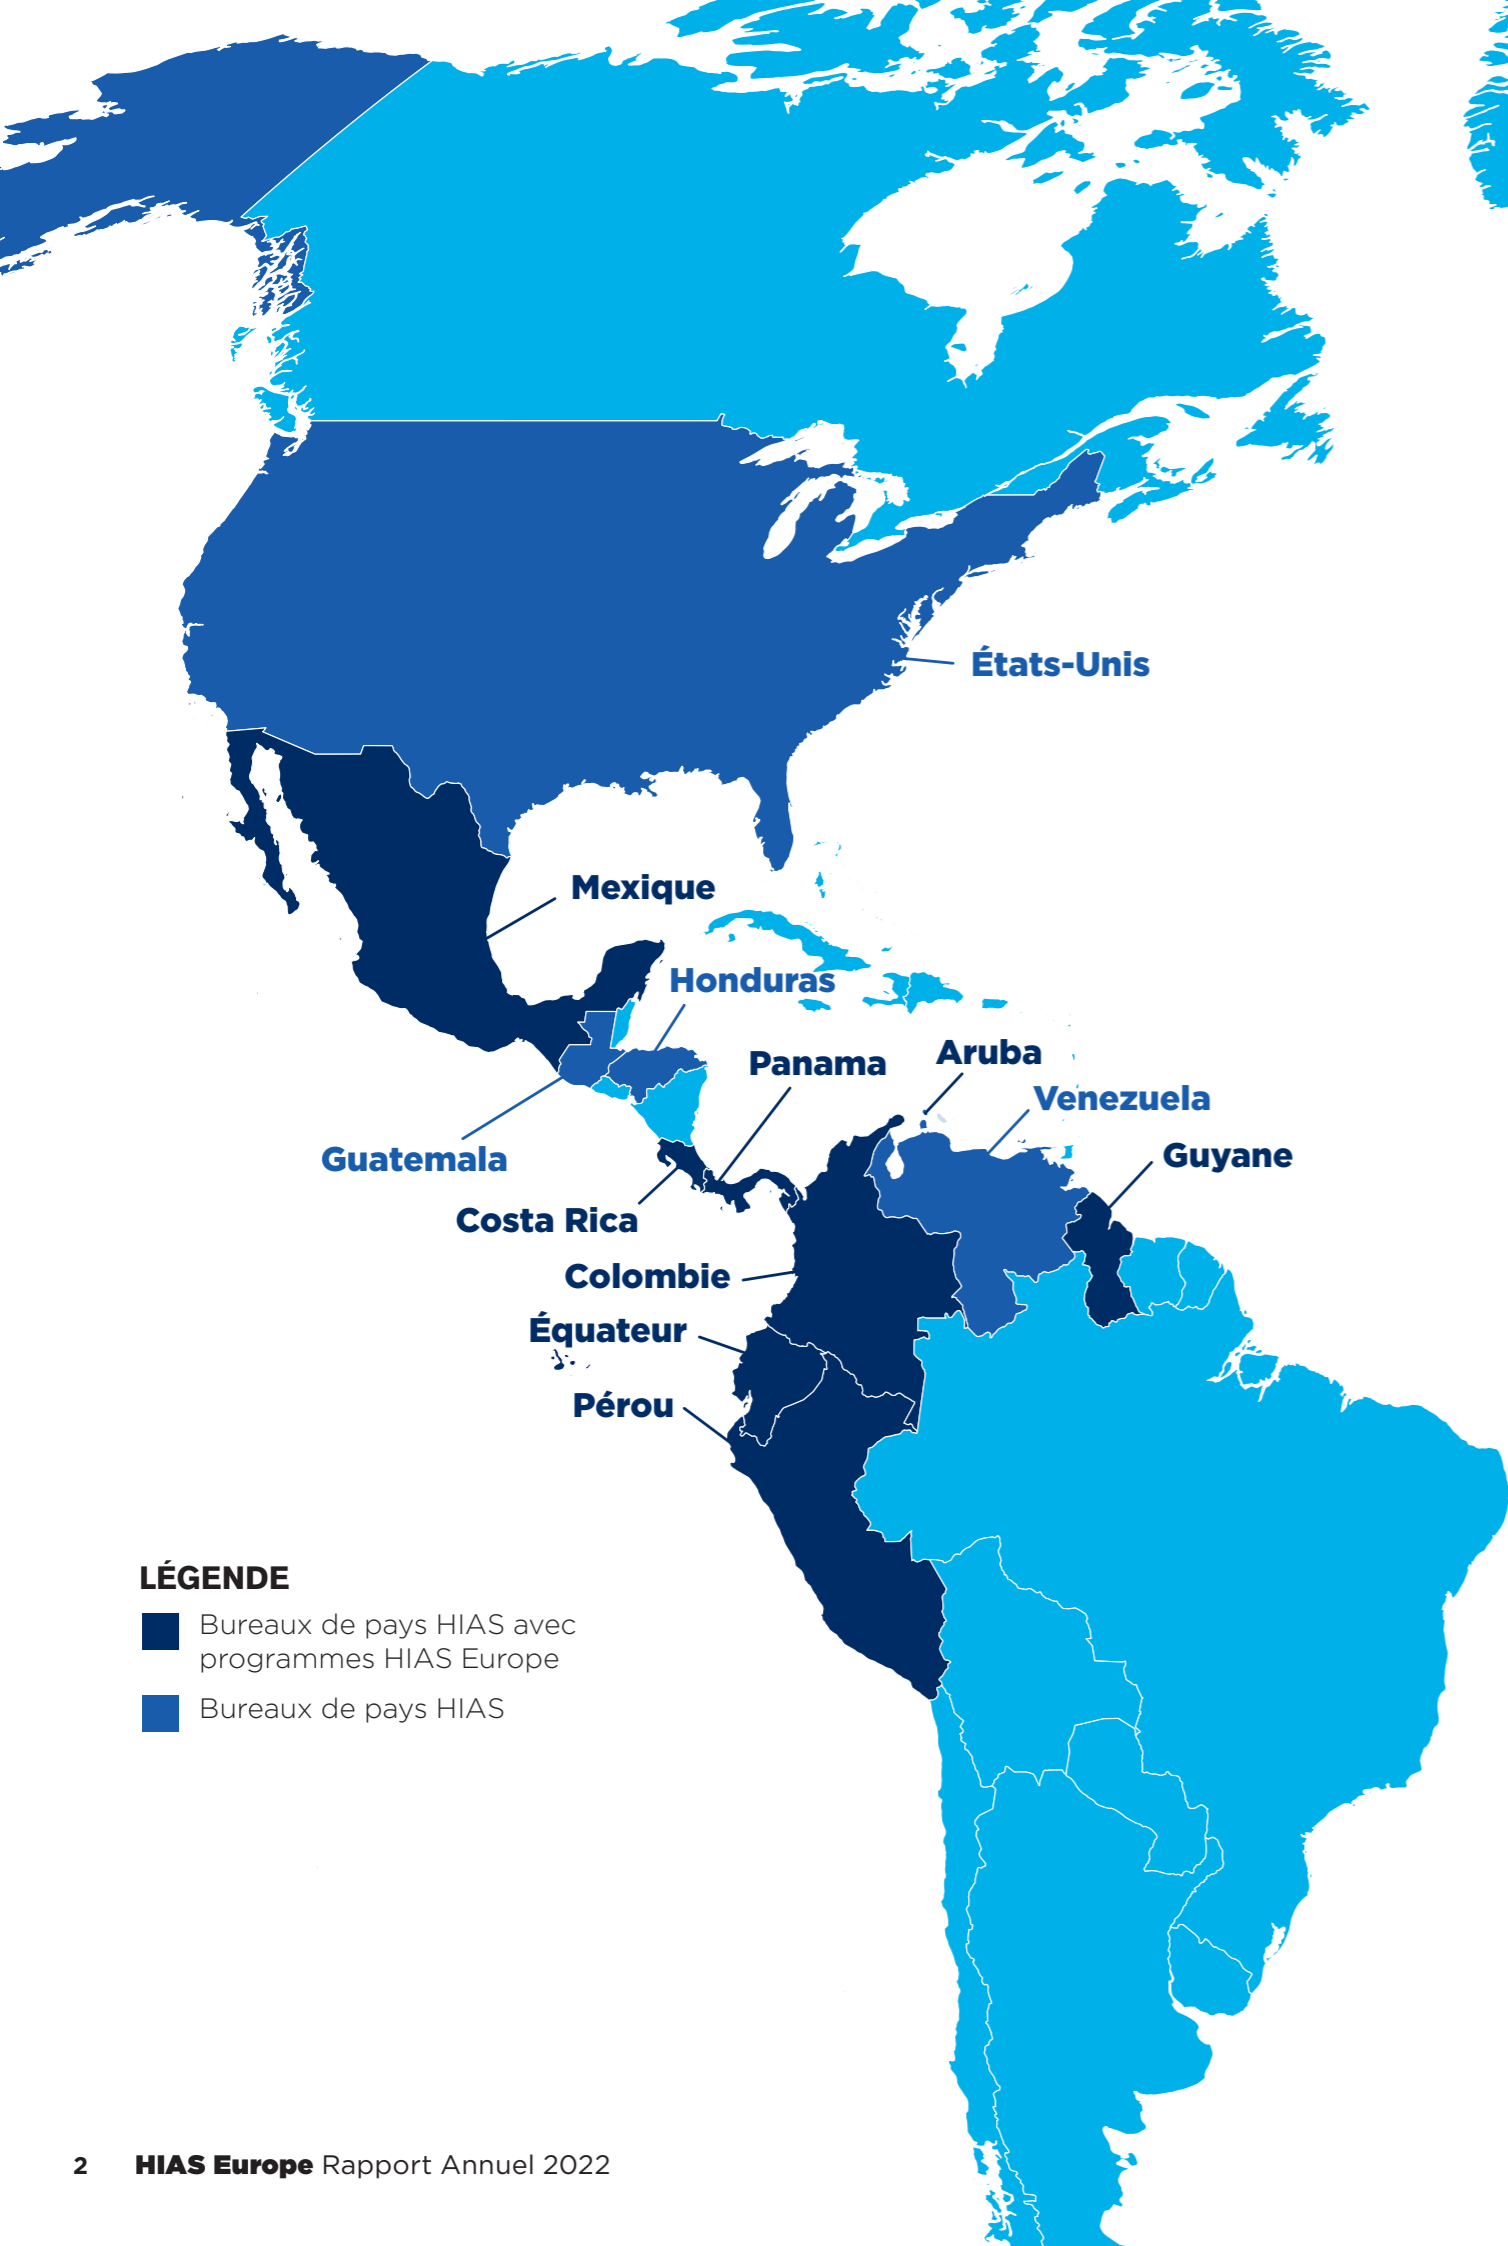 États-Unis
Mexique
Honduras
Panama
Aruba
Venezuela
Guyane
Guatemala
Costa Rica
Colombie
Équateur
Pérou
LÉGENDE
Bureaux de pays HIAS avec
programmes HIAS Europe
Bureaux de pays HIAS
2 HIAS Europe Rapport Annuel 2022